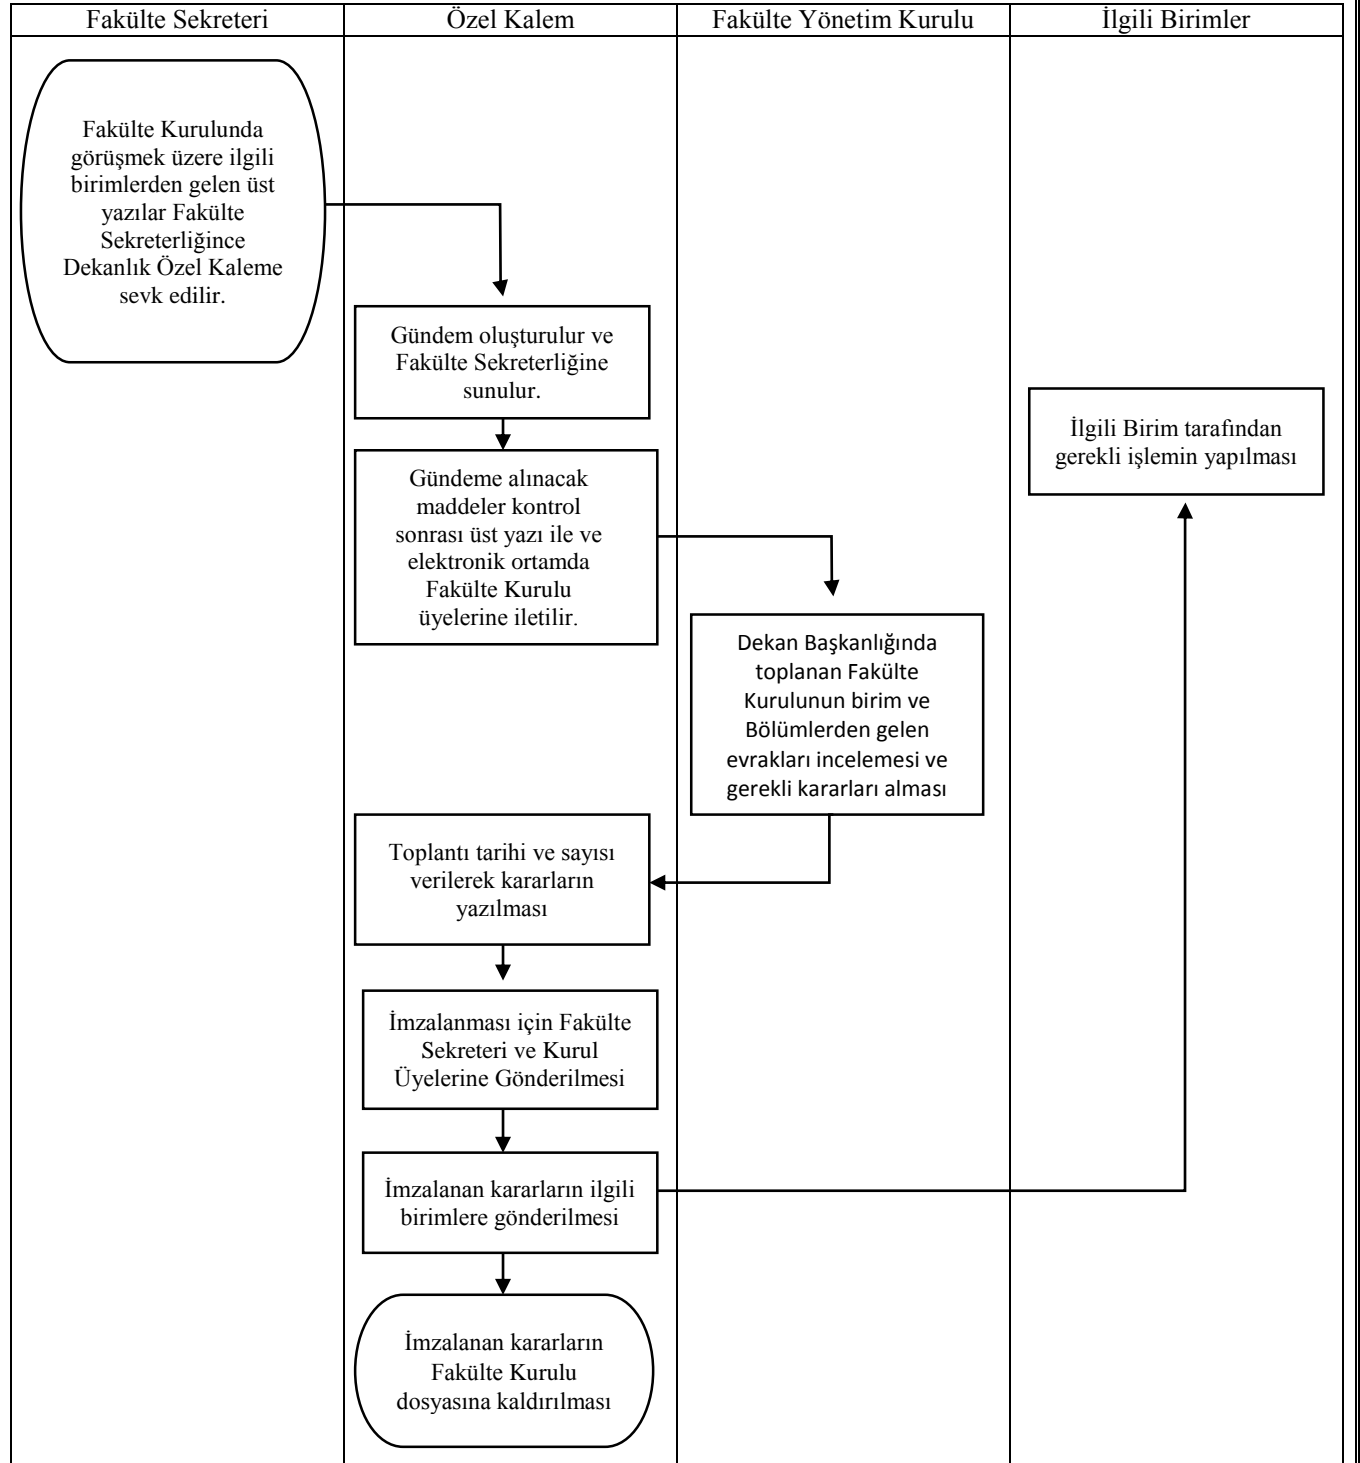 Fakülte Sekreteri
Özel Kalem
Fakülte Yönetim Kurulu
İlgili Birimler
Fakülte Kurulunda
görüşmek üzere ilgili
birimlerden gelen üst
yazılar Fakülte
Sekreterliğince
Dekanlık Özel Kaleme
sevk edilir.
Gündem oluşturulur ve
Fakülte Sekreterliğine
sunulur.
Gündeme alınacak
maddeler kontrol
sonrası üst yazı ile ve
elektronik ortamda
Fakülte Kurulu
üyelerine iletilir.
Dekan Başkanlığında
toplanan Fakülte
Kurulunun birim ve
Bölümlerden gelen
evrakları incelemesi ve
gerekli kararları alması
Toplantı tarihi ve sayısı
verilerek kararların
yazılması
İmzalanması için Fakülte
Sekreteri ve Kurul
Üyelerine Gönderilmesi
İmzalanan kararların ilgili
birimlere gönderilmesi
İmzalanan kararların
Fakülte Kurulu
dosyasına kaldırılması
İlgili Birim tarafından
gerekli işlemin yapılması